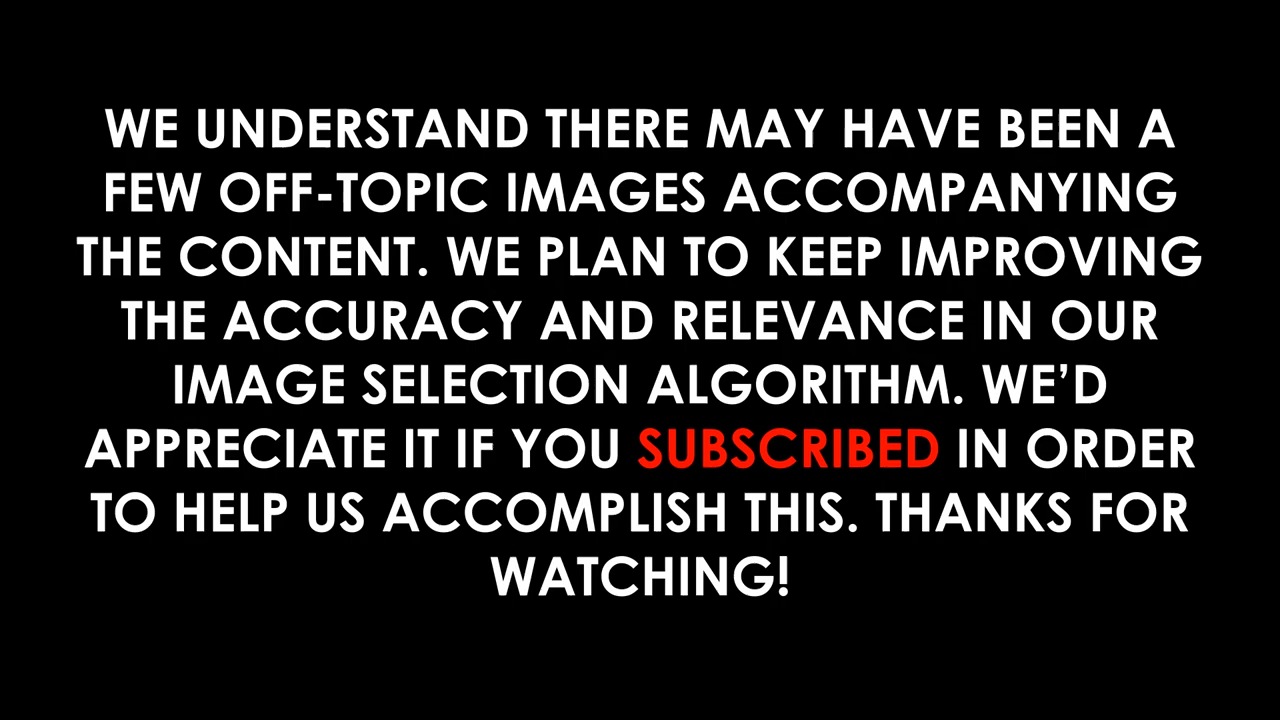 WE UNDERSTAND THERE MAY HAVE BEEN A
FEW OFF-TOPIC IMAGES ACCOMPANYING
THE CONTENT. WE PLAN TO KEEP IMPROVING
THE ACCURACY AND RELEVANCE IN OUR
IMAGE SELECTION ALGORITHM. WE’D
APPRECIATE IT IF YOU SUBSCRIBED IN ORDER
TO HELP US ACCOMPLISH THIS. THANKS FOR
WATCHING!